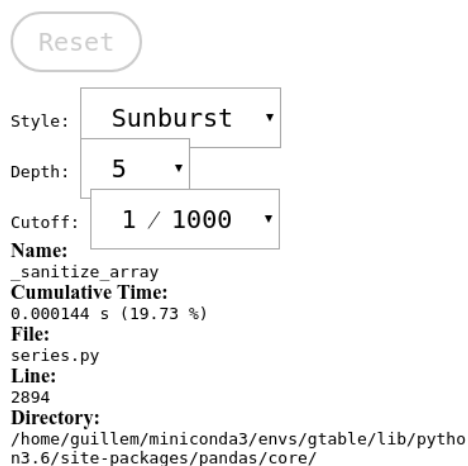 Reset
Style: Sunburst
Depth: 5
Cutoff: 1 / 1000
Name:
_sanitize_array
Cumulative Time:
0.000144 s (19.73 %)
File:
series.py
Line:
2894
Directory:
/home/guillem/miniconda3/envs/gtable/lib/pytho
n3.6/site-packages/pandas/core/